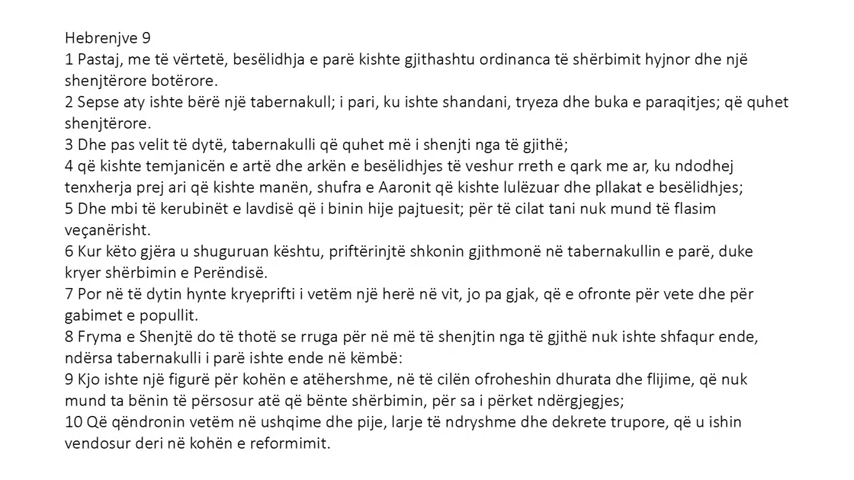 Hebrenjve 9
1 Pastaj, me të vërtetë, besëlidhja e parë kishte gjithashtu ordinanca të shërbimit hyjnor dhe një
shenjtërore botërore.
2 Sepse aty ishte bërë një tabernakull; i pari, ku ishte shandani, tryeza dhe buka e paraqitjes; që quhet
shenjtërore.
3 Dhe pas velit të dytë, tabernakulli që quhet më i shenjti nga të gjithë;
4 që kishte temjanicën e artë dhe arkën e besëlidhjes të veshur rreth e qark me ar, ku ndodhej
tenxherja prej ari që kishte manën, shufra e Aaronit që kishte lulëzuar dhe pllakat e besëlidhjes;
5 Dhe mbi të kerubinët e lavdisë që i binin hije pajtuesit; për të cilat tani nuk mund të flasim
veçanërisht.
6 Kur këto gjëra u shuguruan kështu, priftërinjtë shkonin gjithmonë në tabernakullin e parë, duke
kryer shërbimin e Perëndisë.
7 Por në të dytin hynte kryeprifti i vetëm një herë në vit, jo pa gjak, që e ofronte për vete dhe për
gabimet e popullit.
8 Fryma e Shenjtë do të thotë se rruga për në më të shenjtin nga të gjithë nuk ishte shfaqur ende,
ndërsa tabernakulli i parë ishte ende në këmbë:
9 Kjo ishte një figurë për kohën e atëhershme, në të cilën ofroheshin dhurata dhe flijime, që nuk
mund ta bënin të përsosur atë që bënte shërbimin, për sa i përket ndërgjegjes;
10 Që qëndronin vetëm në ushqime dhe pije, larje të ndryshme dhe dekrete trupore, që u ishin
vendosur deri në kohën e reformimit.